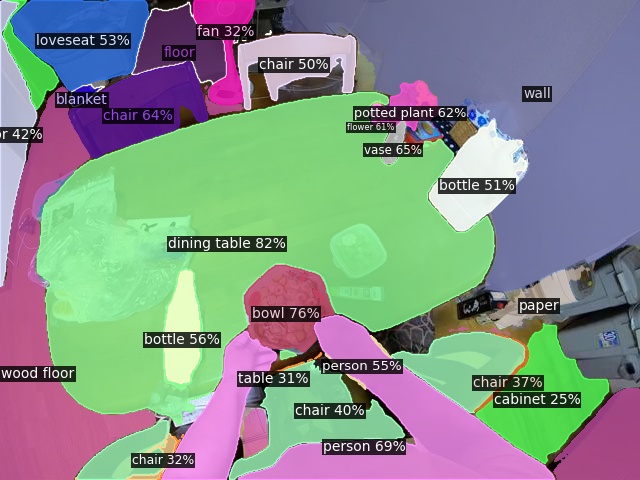 fan 32%
loveseat 53%
floor
chair 50%
wall
blanket
chair 64%
potted plant 62%
flower 61%
or 42%
vase 65%
bottle 51%
dining table 82%
paper
bowl 76%
bottle 56%
wood floor
person 55%
table 31%
chair 37%
cabinet 25%
chair 40%
person 69%
chair 32%